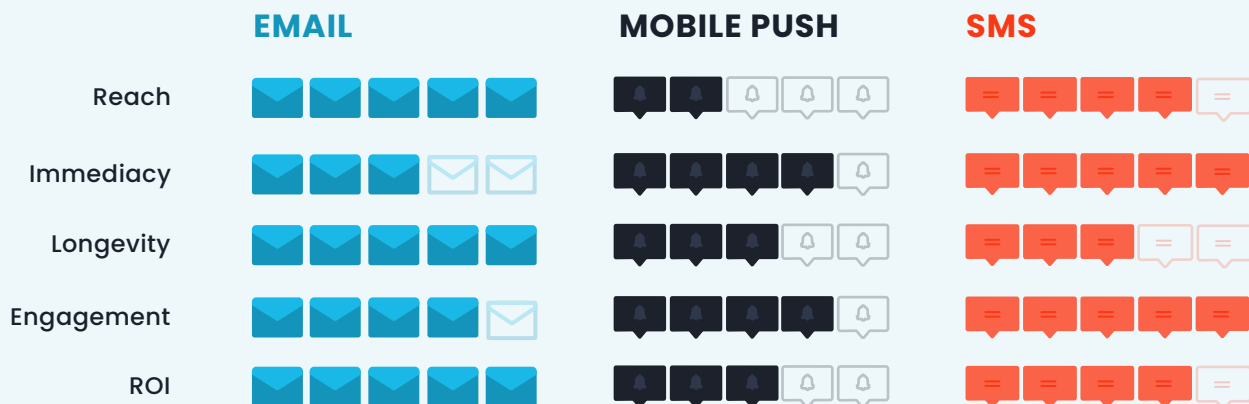 EMAIL MOBILE PUSH SMS
Reach
Immediacy
Longevity
Engagement
ROI